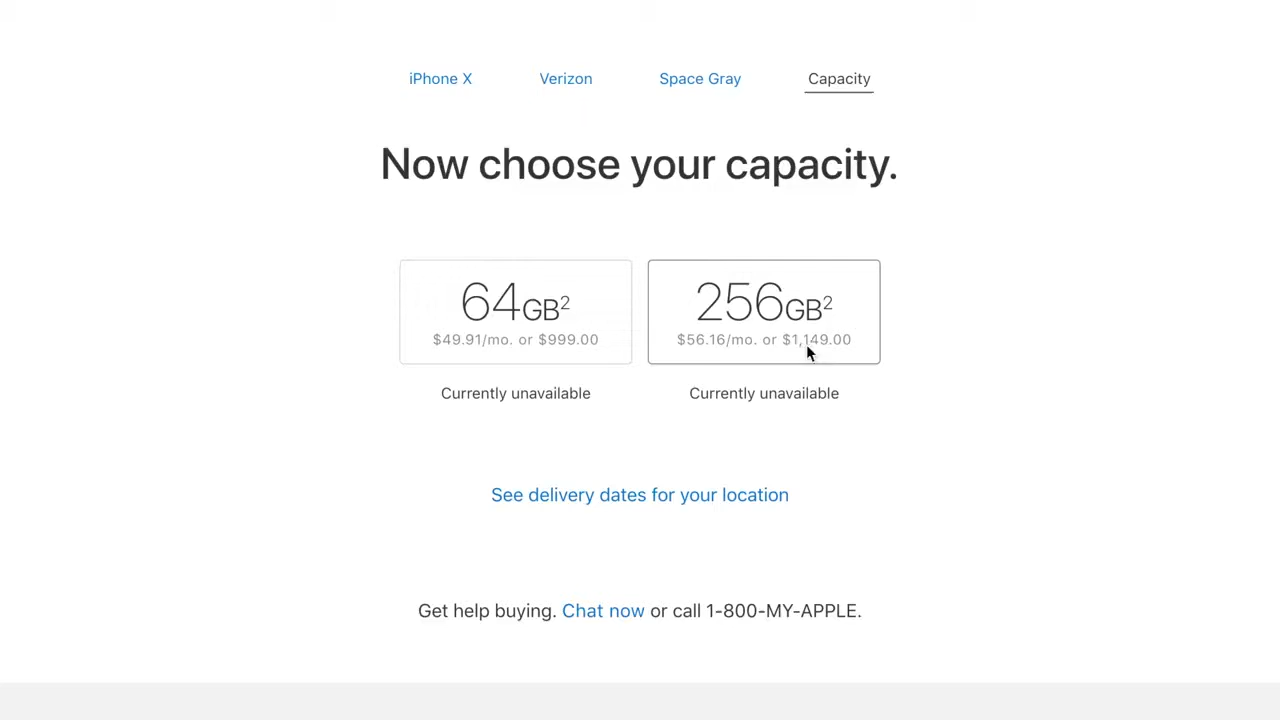 iPhone X Verizon Space Gray Capacity
Now choose your capacity.
64GB² 256GB²
$49.91/mo. or $999.00 $56.16/mo. or $1,149.00
Currently unavailable Currently unavailable
See delivery dates for your location
Get help buying. Chat now or call 1-800-MY-APPLE.